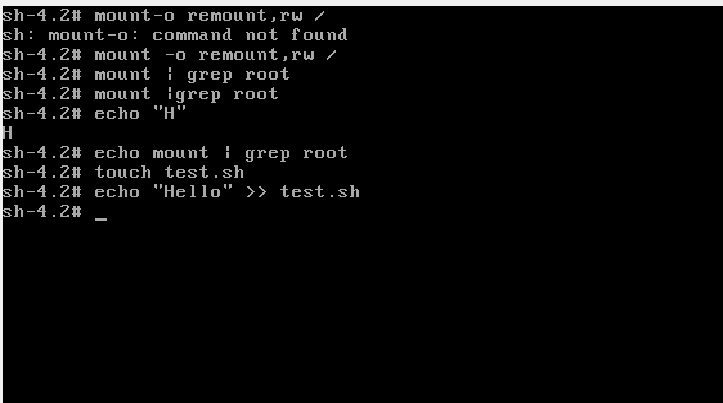 sh-4.2# mount-o remount,rw /
sh: mount-o: command not found
sh-4.2# mount -o remount,rw /
sh-4.2# mount | grep root
sh-4.2# mount |grep root
sh-4.2# echo "H"
H
sh-4.2# echo mount | grep root
sh-4.2# touch test.sh
sh-4.2# echo "Hello" >> test.sh
sh-4.2# _